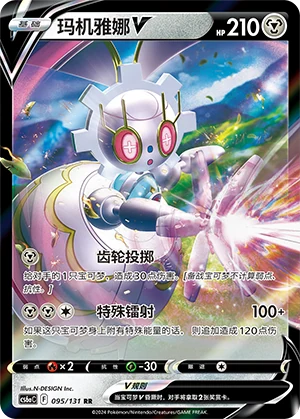 基础 玛机雅娜V HP210
齿轮投掷
给对手的1只宝可梦,造成30点伤害。[备战宝可梦不计算弱点、
抗性。]
特殊镭射 100+
如果这只宝可梦身上附有特殊能量的话,则追加造成120点伤
害。
弱点 ×2 抗性 -30 撤退
Illus.N-DESIGN Inc.
V规则
cs6aC F 095/131 RR 当宝可梦V昏厥时,对手将拿取2张奖赏卡。
©2024 Pokémon/Nintendo/Creatures/GAME FREAK.